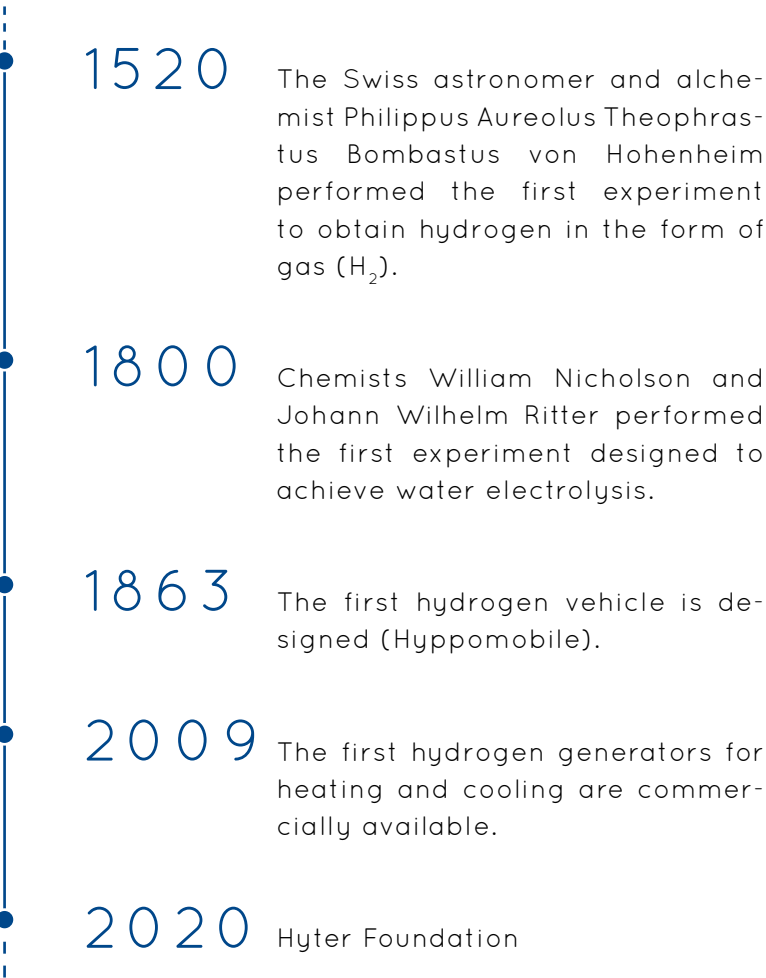 1520
The Swiss astronomer and alche-
mist Philippus Aureolus Theophras-
tus Bombastus von Hohenheim
performed the first experiment
to obtain hydrogen in the form of
gas (H₂).
1800
Chemists William Nicholson and
Johann Wilhelm Ritter performed
the first experiment designed to
achieve water electrolysis.
1863
The first hydrogen vehicle is de-
signed (Hyppomobile).
2009
The first hydrogen generators for
heating and cooling are commer-
cially available.
2020
Hyter Foundation